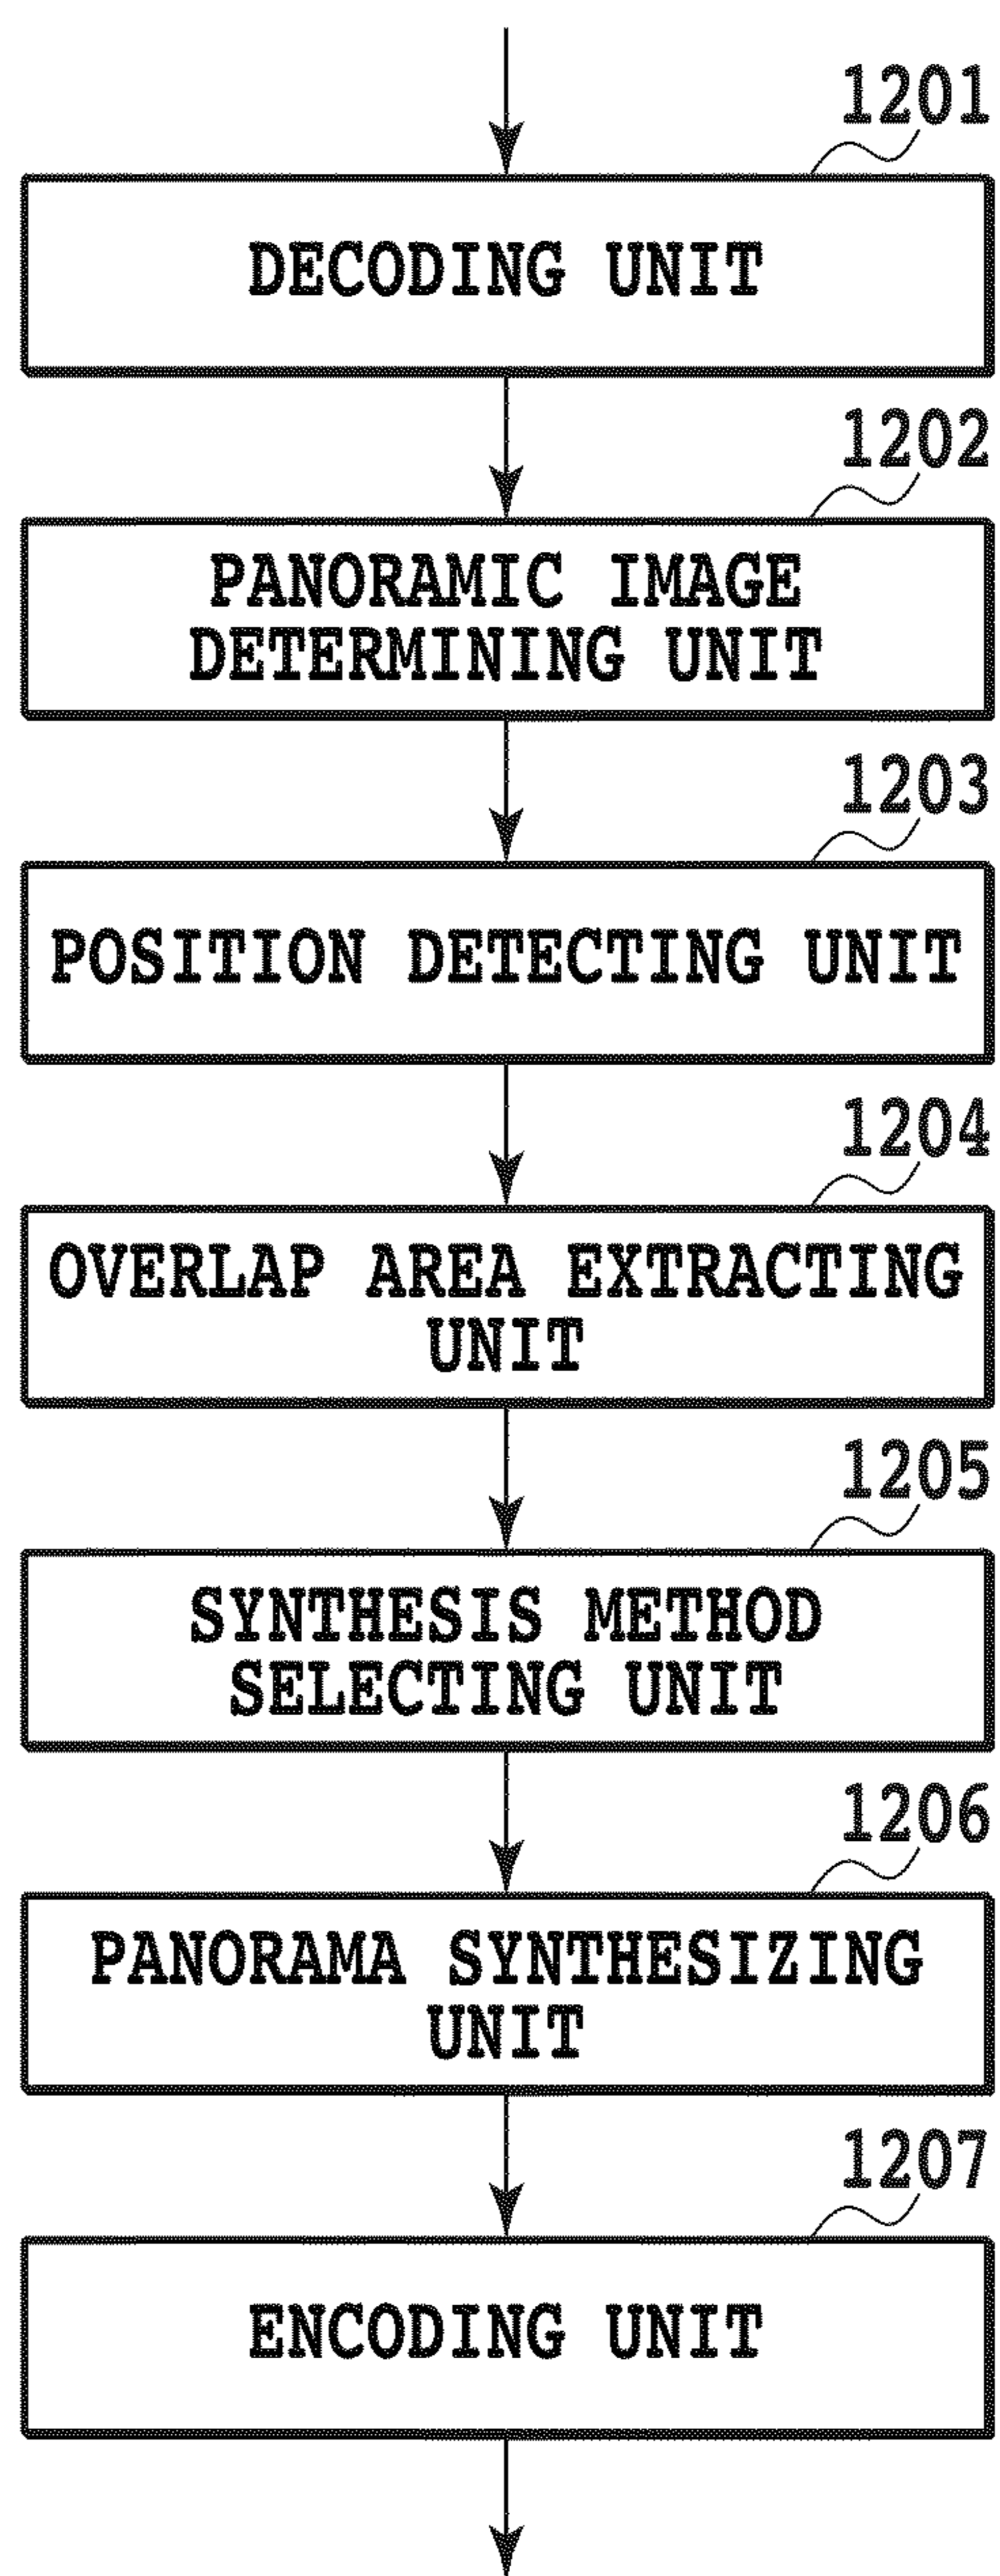 1201
DECODING UNIT
1202
PANORAMIC IMAGE
DETERMINING UNIT
1203
POSITION DETECTING UNIT
1204
OVERLAP AREA EXTRACTING
UNIT
1205
SYNTHESIS METHOD
SELECTING UNIT
1206
PANORAMA SYNTHESIZING
UNIT
1207
ENCODING UNIT